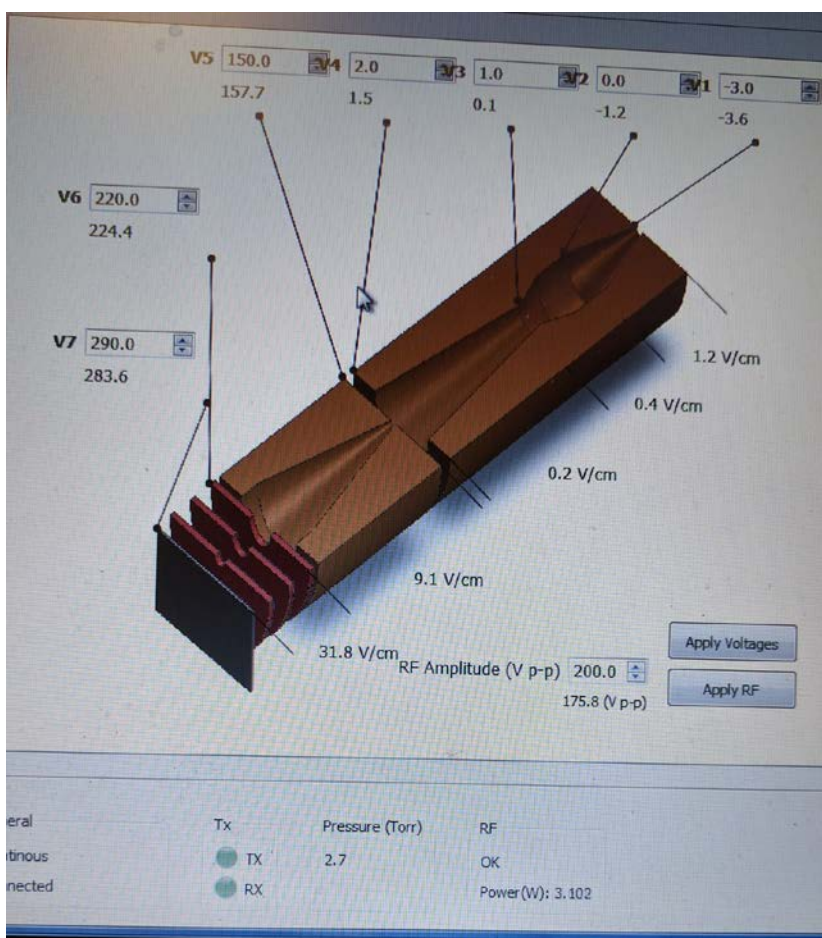 V5 150.0 V4 2.0 V3 1.0 V2 0.0 V1 -3.0
157.7 1.5 0.1 -1.2 -3.6
V6 220.0
224.4
V7 290.0
283.6
1.2 V/cm
0.4 V/cm
0.2 V/cm
9.1 V/cm
31.8 V/cm
RF Amplitude (V p-p) 200.0
175.8 (V p-p)
Apply Voltages
Apply RF
eral Tx Pressure (Torr) RF
tinous TX 2.7 OK
nected RX Power(W): 3.102